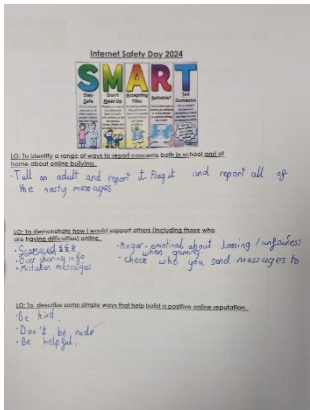 Internet Safety Day 2024
SMART
Stay Safe
Don't Meet Up
Accepting Files
Reliable?
Tell Someone
LO: To identify a range of ways to report concerns both in school and at
home about online bullying.
· Tell an adult and report it. Flag it and report all of
the nasty messages
LO: To demonstrate how I would support others (including those who
are having difficulties) online.
· Scammed £££
· Over sharing info
· Mistaken messages
· Anger - emotional about loosing / unfairness
when gaming.
· check who you send massages to
LO: To describe some simple ways that help build a positive online reputation.
· Be kind
· Don't be rude
· Be helpful